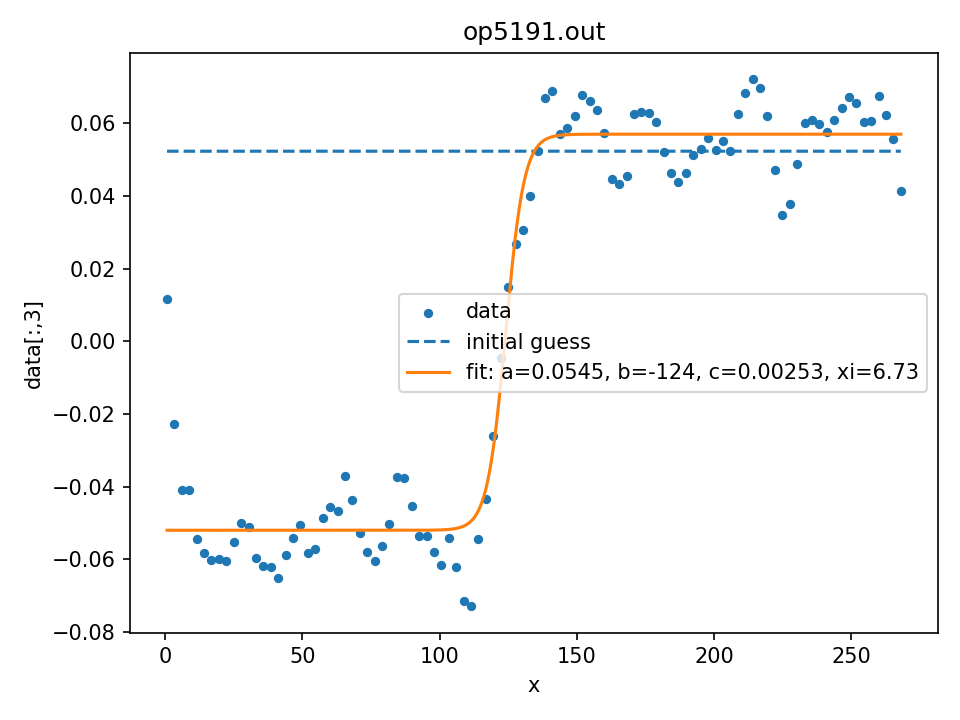 op5191.out
0.06
0.04
0.02
0.00
−0.02
−0.04
−0.06
−0.08
data[:,3]
data
initial guess
fit: a=0.0545, b=-124, c=0.00253, xi=6.73
0 50 100 150 200 250
x